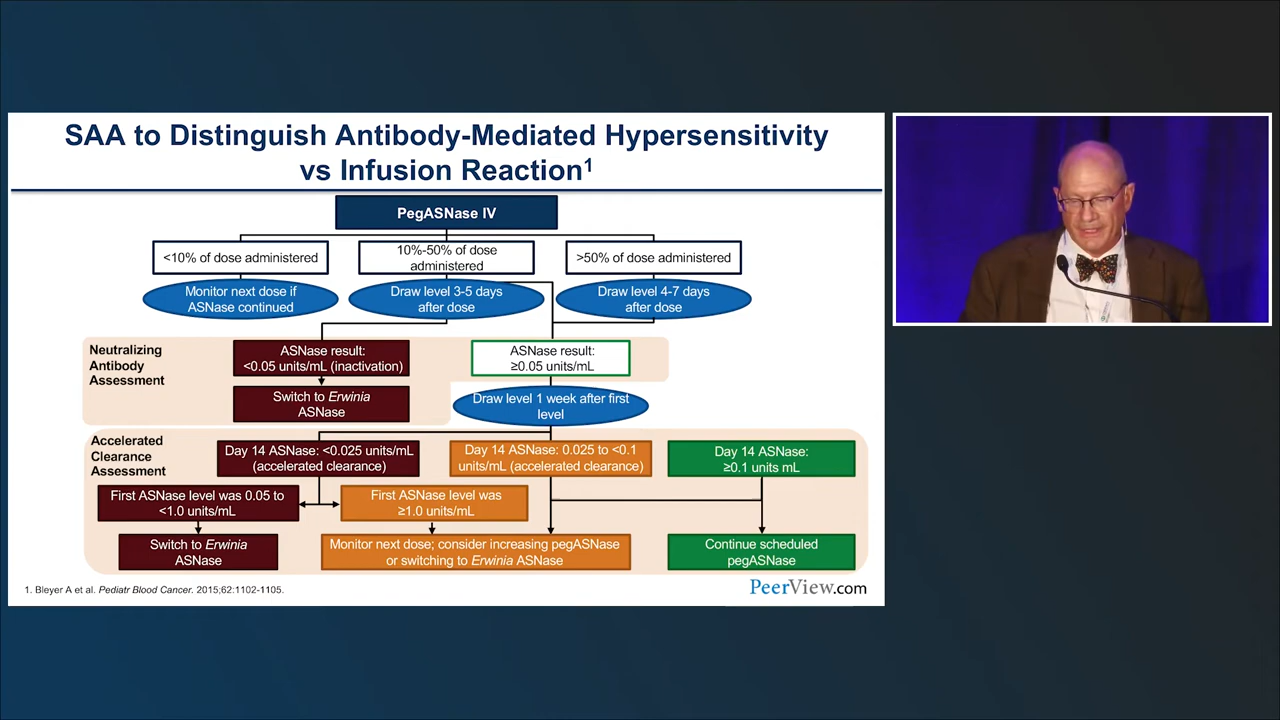 SAA to Distinguish Antibody-Mediated Hypersensitivity
vs Infusion Reaction1
PegASNase IV
<10% of dose administered
10%-50% of dose
administered
>50% of dose administered
Monitor next dose if
ASNase continued
Draw level 3-5 days
after dose
Draw level 4-7 days
after dose
Neutralizing
Antibody
Assessment
ASNase result:
<0.05 units/mL (inactivation)
ASNase result:
≥0.05 units/mL
Switch to Erwinia
ASNase
Draw level 1 week after first
level
Accelerated
Clearance
Assessment
Day 14 ASNase: <0.025 units/mL
(accelerated clearance)
Day 14 ASNase: 0.025 to <0.1
units/mL (accelerated clearance)
Day 14 ASNase:
≥0.1 units mL
First ASNase level was 0.05 to
<1.0 units/mL
First ASNase level was
≥1.0 units/mL
Switch to Erwinia
ASNase
Monitor next dose; consider increasing pegASNase
or switching to Erwinia ASNase
Continue scheduled
pegASNase
1. Bleyer A et al. Pediatr Blood Cancer. 2015;62:1102-1105.
PeerView.com